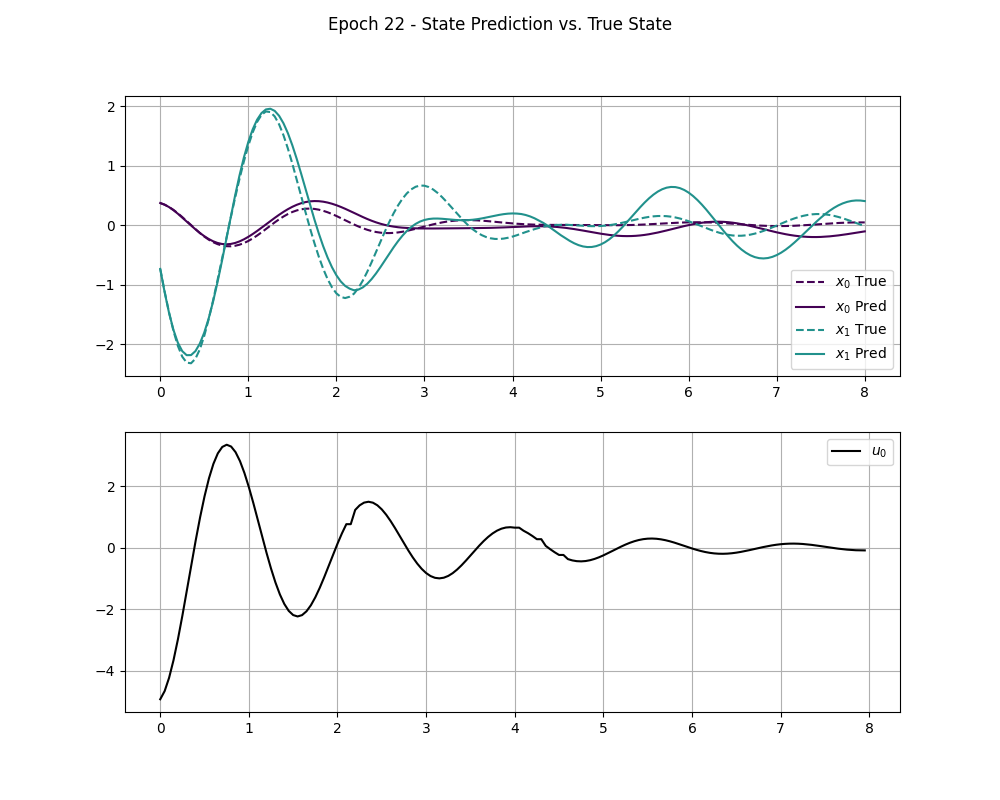 Epoch 22 - State Prediction vs. True State
2
1
0
−1
−2
x₀ True
x₀ Pred
x₁ True
x₁ Pred
0 1 2 3 4 5 6 7 8
2
0
−2
−4
u₀
0 1 2 3 4 5 6 7 8